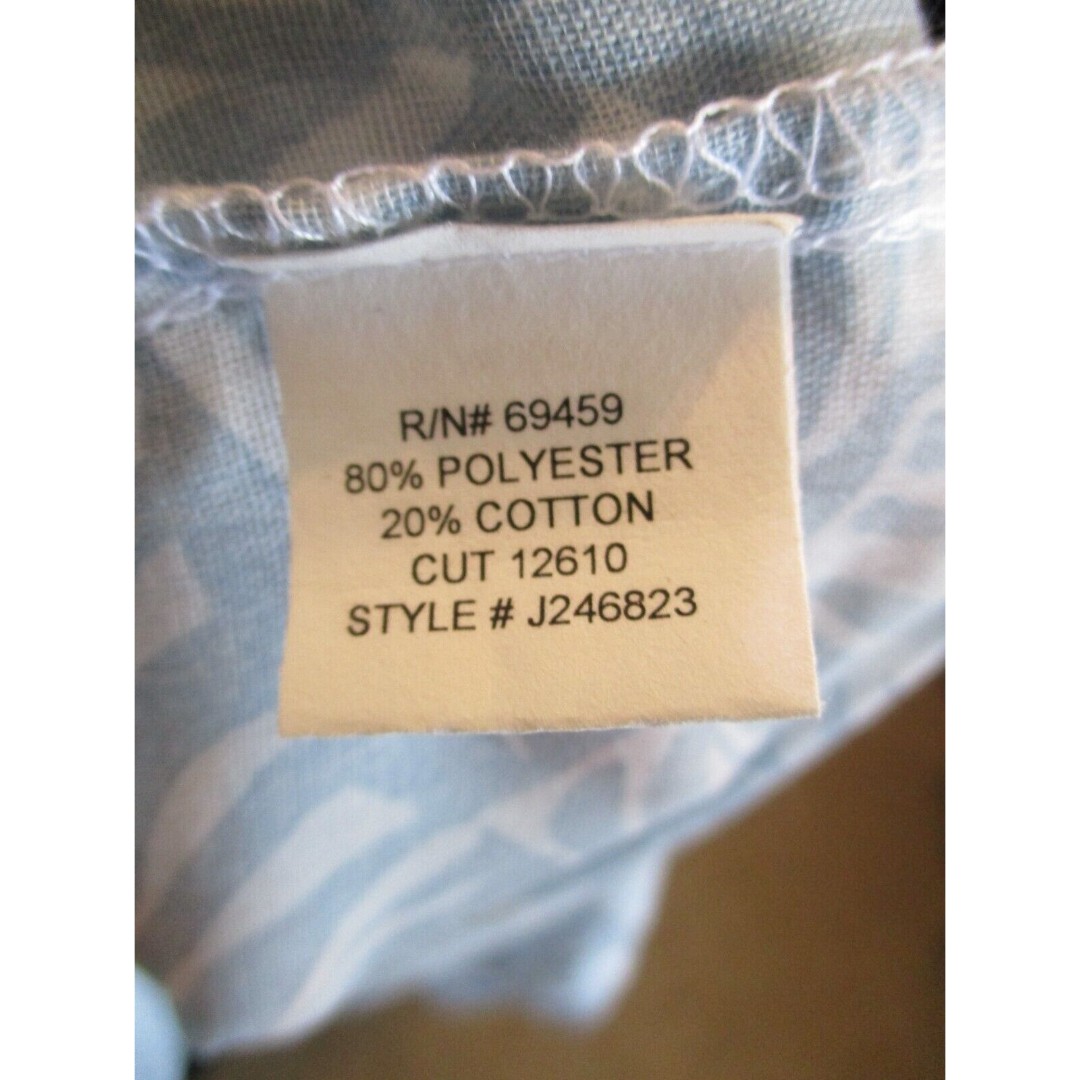 R/N# 69459
80% POLYESTER
20% COTTON
CUT 12610
STYLE # J246823